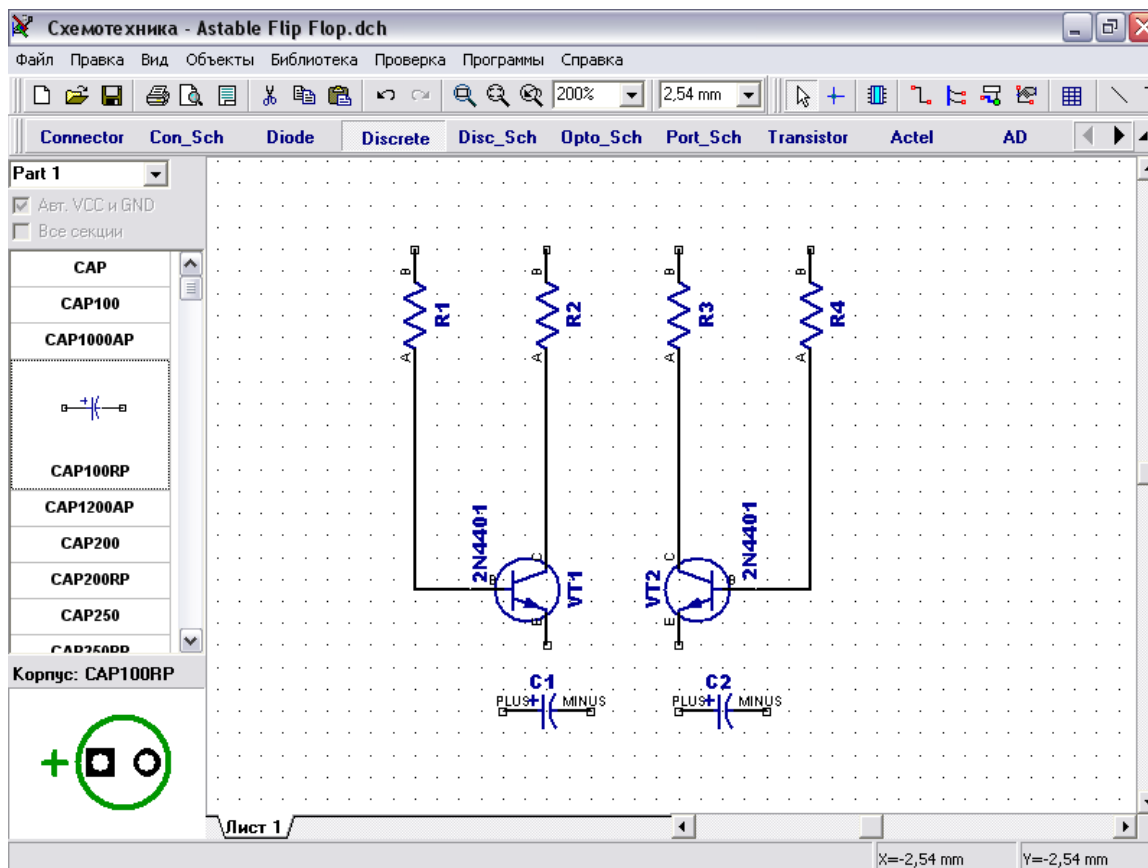 Схемотехника - Astable Flip Flop.dch
Файл Правка Вид Объекты Библиотека Проверка Программы Справка
200% 2,54 mm
Connector Con_Sch Diode Discrete Disc_Sch Opto_Sch Port_Sch Transistor Actel AD
Part 1
Авт. VCC и GND
Все секции
CAP
CAP100
CAP1000AP
CAP100RP
CAP1200AP
CAP200
CAP200RP
CAP250
CAP250RP
Корпус: CAP100RP
B B B B
R1 R2 R3 R4
A A A A
2N4401 2N4401
C C
B VT1 VT2 B
E E
C1 C2
PLUS + MINUS PLUS + MINUS
Лист 1
X=-2,54 mm Y=-2,54 mm